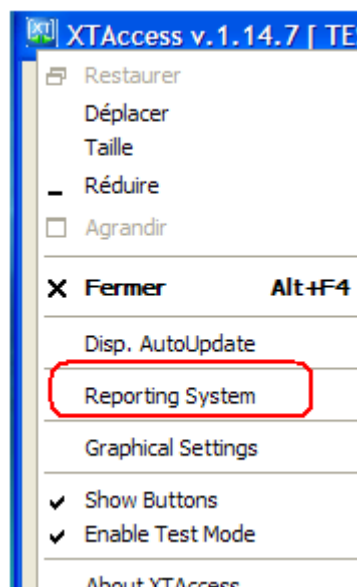 XTAccess v.1.14.7 [ TE
Restaurer
Déplacer
Taille
Réduire
Agrandir
Fermer Alt+F4
Disp. AutoUpdate
Reporting System
Graphical Settings
Show Buttons
Enable Test Mode
About XTAccess